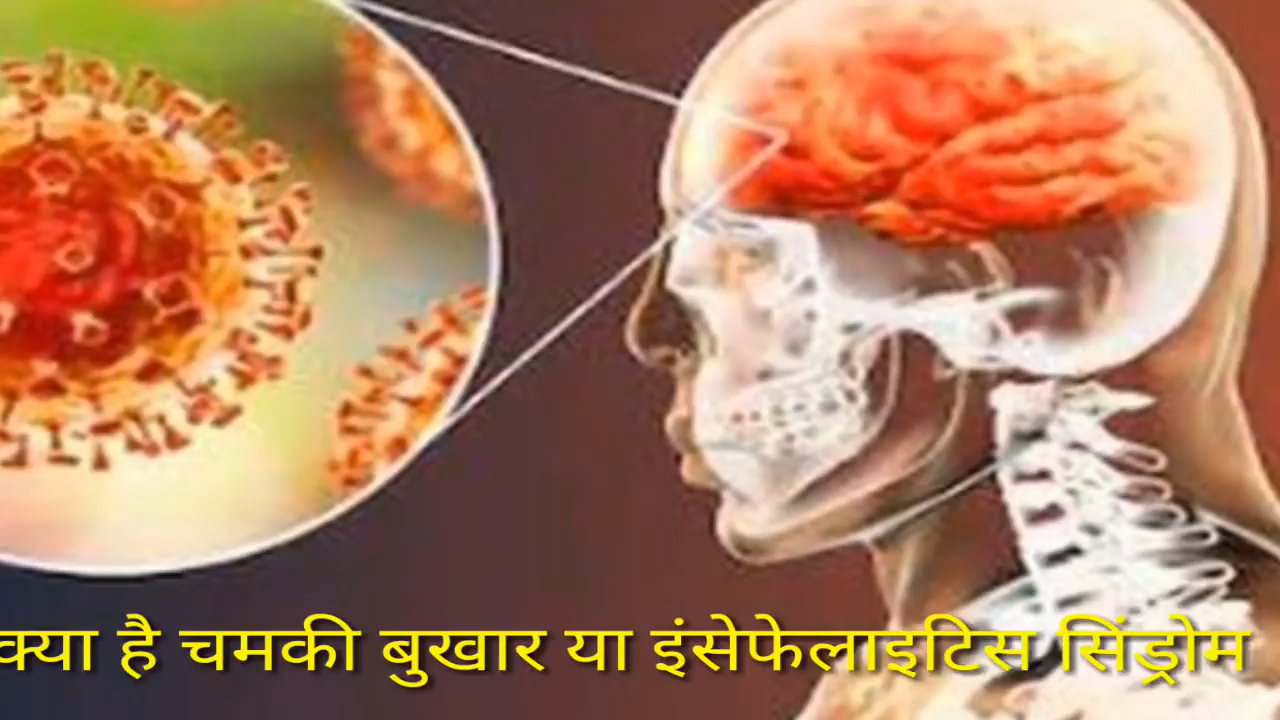 क्या है चमकी बुखार या इंसेफेलाइटिस सिंड्रोम